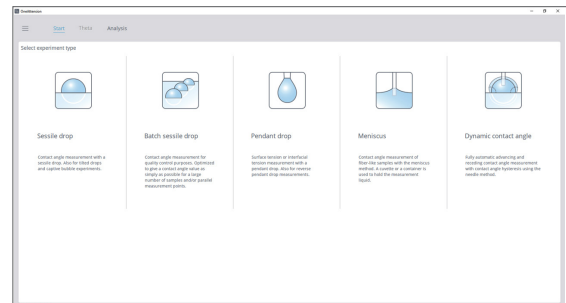 OneAttension
Start Theta Analysis
Select experiment type
Sessile drop
Contact angle measurement with a
sessile drop. Also for tilted drops
and captive bubble experiments.
Batch sessile drop
Contact angle measurement for
quality control purposes. Optimized
to give a contact angle value as
simply as possible for a large
number of samples and/or parallel
measurement points.
Pendant drop
Surface tension or interfacial
tension measurement with a
pendant drop. Also for reverse
pendant drop measurements.
Meniscus
Contact angle measurement of
fiber-like samples with the meniscus
method. A cuvette or a container is
used to hold the measurement
liquid.
Dynamic contact angle
Fully automatic advancing and
receding contact angle measurement
with contact angle hysteresis using the
needle method.